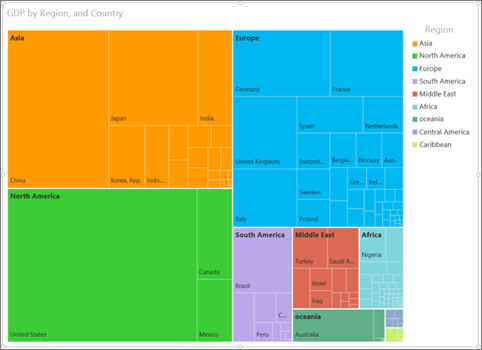 GDP by Region, and Country
Asia
China
Japan
India
Korea, Rep.
Indo...
North America
United States
Canada
Mexico
Europe
Germany
France
United Kingdom
Italy
Spain
Netherlands
Switzerl...
Belgiu...
Norway
Aus...
Sweden
Gre...
Irel...
Poland
South America
Brazil
C...
Peru
Middle East
Turkey
Saudi A...
Israel
Iraq
Africa
Nigeria
oceania
Australia
Region
Asia
North America
Europe
South America
Middle East
Africa
oceania
Central America
Caribbean